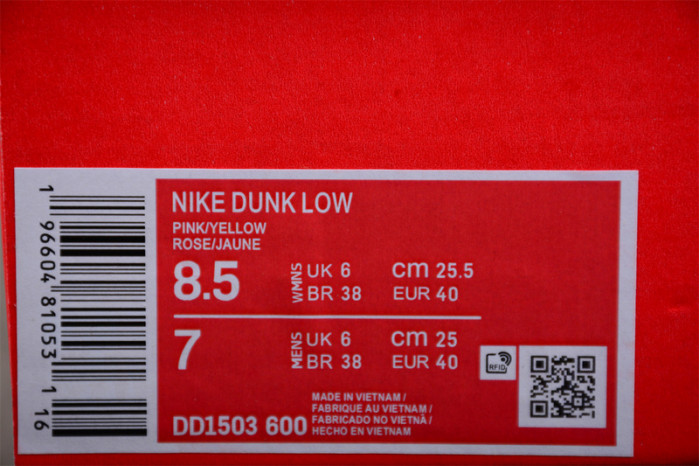 1 96604 81053 1 16
NIKE DUNK LOW
PINK/YELLOW
ROSE/JAUNE
8.5 WMNS UK 6 cm 25.5
BR 38 EUR 40
7 MENS UK 6 cm 25
BR 38 EUR 40
RFID
DD1503 600
MADE IN VIETNAM /
FABRIQUE AU VIETNAM /
FABRICADO NO VIETNÃ /
HECHO EN VIETNAM